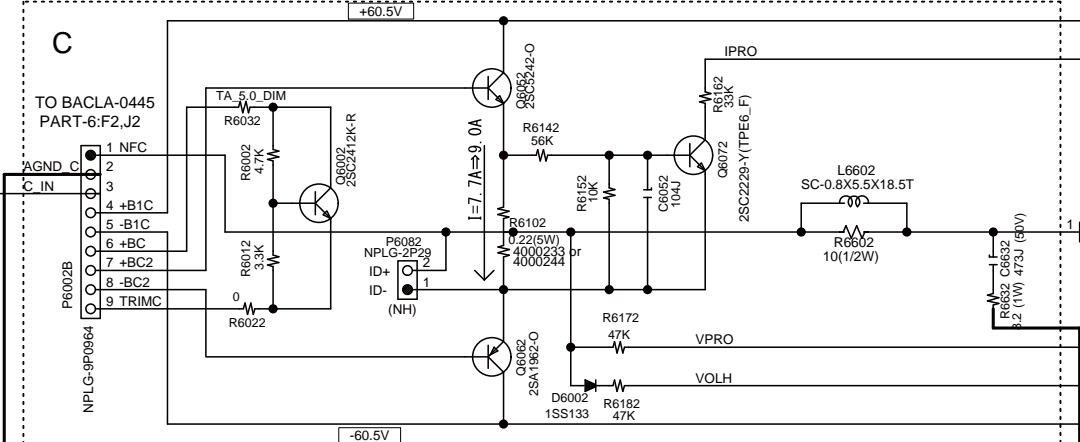 +60.5V
C
TO BACLA-0445
PART-6:F2,J2
1 NFC
AGND_C 2
C_IN 3
4 +B1C
5 -B1C
6 +BC
7 +BC2
8 -BC2
9 TRIMC
P6002B
NPLG-9P0964
TA_5.0_DIM
R6032
R6002
4.7K
R6012
3.3K
0
R6022
Q6002
2SC2412K-R
Q6052
2SC5242-O
I=7.7A⇒9.0A
P6082
NPLG-2P29
ID+ 2
ID- 1
(NH)
R6102
0.22(5W)
4000233 or
4000244
Q6062
2SA1962-O
R6142
56K
R6152
10K
C6052
104J
IPRO
R6162
33K
Q6072
2SC2229-Y(TPE6_F)
R6172
47K
VPRO
VOLH
D6002
1SS133
R6182
47K
L6602
SC-0.8X5.5X18.5T
R6602
10(1/2W)
C6632
473J (50V)
R6632
8.2 (1W)
1
-60.5V